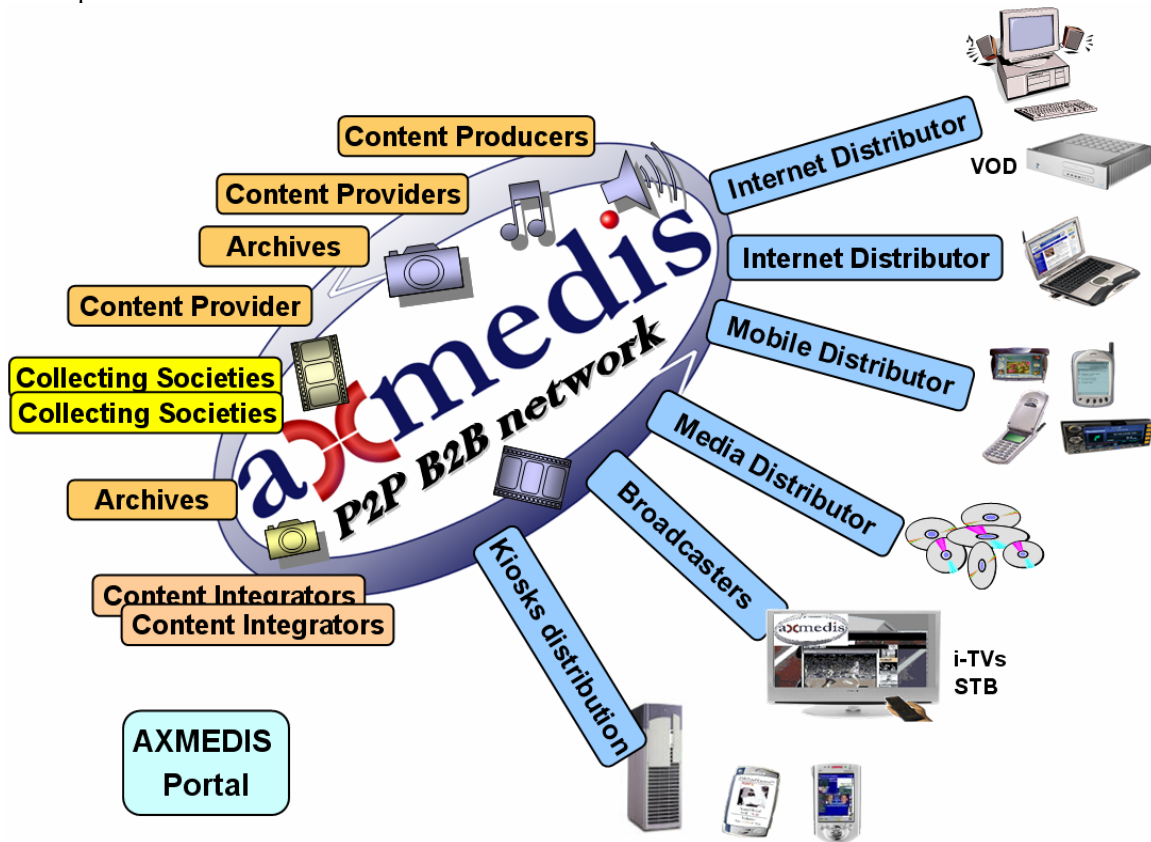 Content Producers
Content Providers
Archives
Content Provider
Collecting Societies
Collecting Societies
Archives
Content Integrators
Content Integrators
AXMEDIS
Portal
axmedis
P2P B2B network
Internet Distributor
VOD
Internet Distributor
Mobile Distributor
Media Distributor
Broadcasters
axmedis
i-TVs
STB
Kiosks distribution